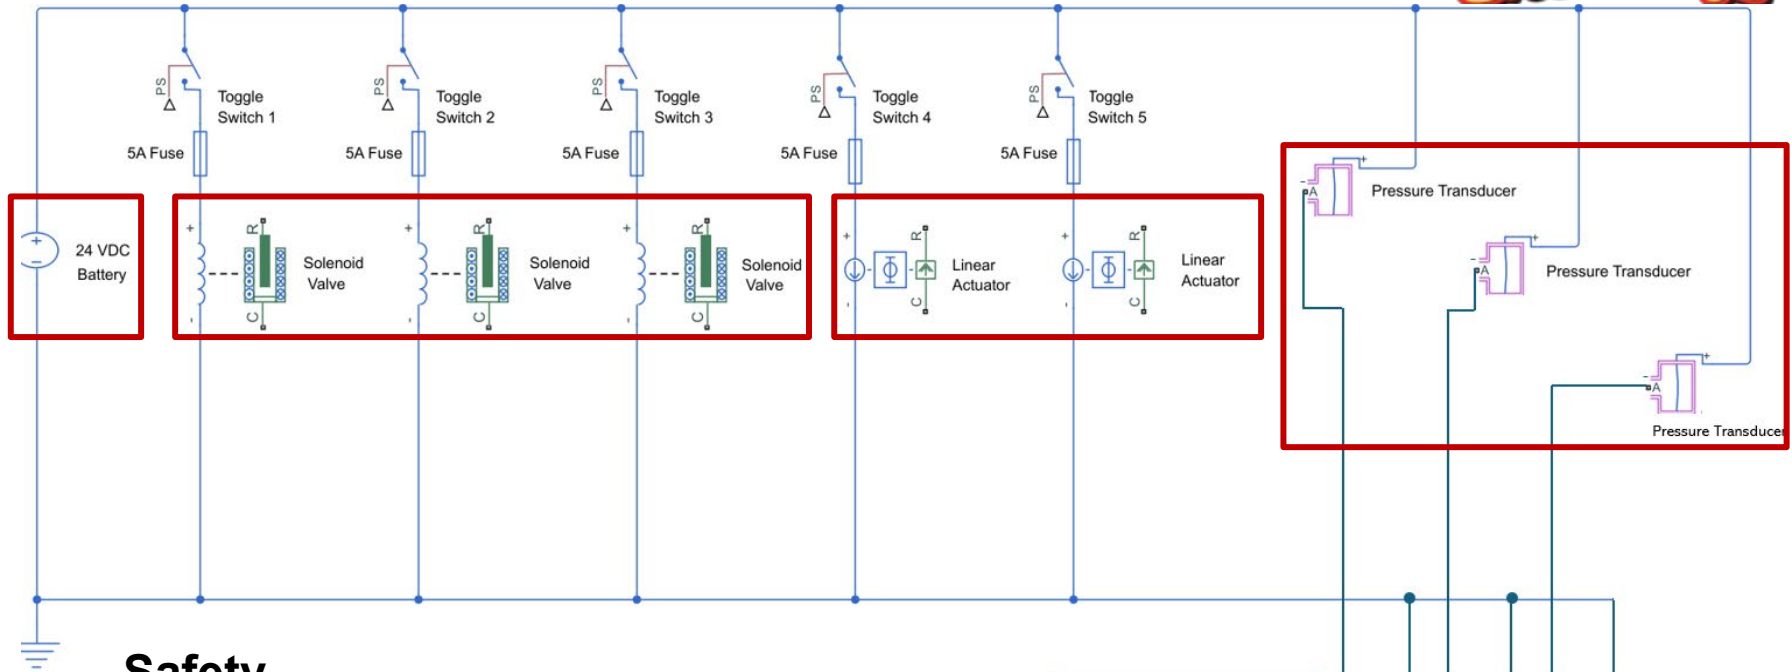 PS
Toggle
Switch 1
PS
Toggle
Switch 2
PS
Toggle
Switch 3
PS
Toggle
Switch 4
PS
Toggle
Switch 5
5A Fuse
5A Fuse
5A Fuse
5A Fuse
5A Fuse
24 VDC
Battery
+
-
+
-
R
C
Solenoid
Valve
+
-
R
C
Solenoid
Valve
+
-
R
C
Solenoid
Valve
+
-
Φ
R
C
Linear
Actuator
+
-
Φ
R
C
Linear
Actuator
+
-
A
Pressure Transducer
+
-
A
Pressure Transducer
+
-
A
Pressure Transducer
Safety